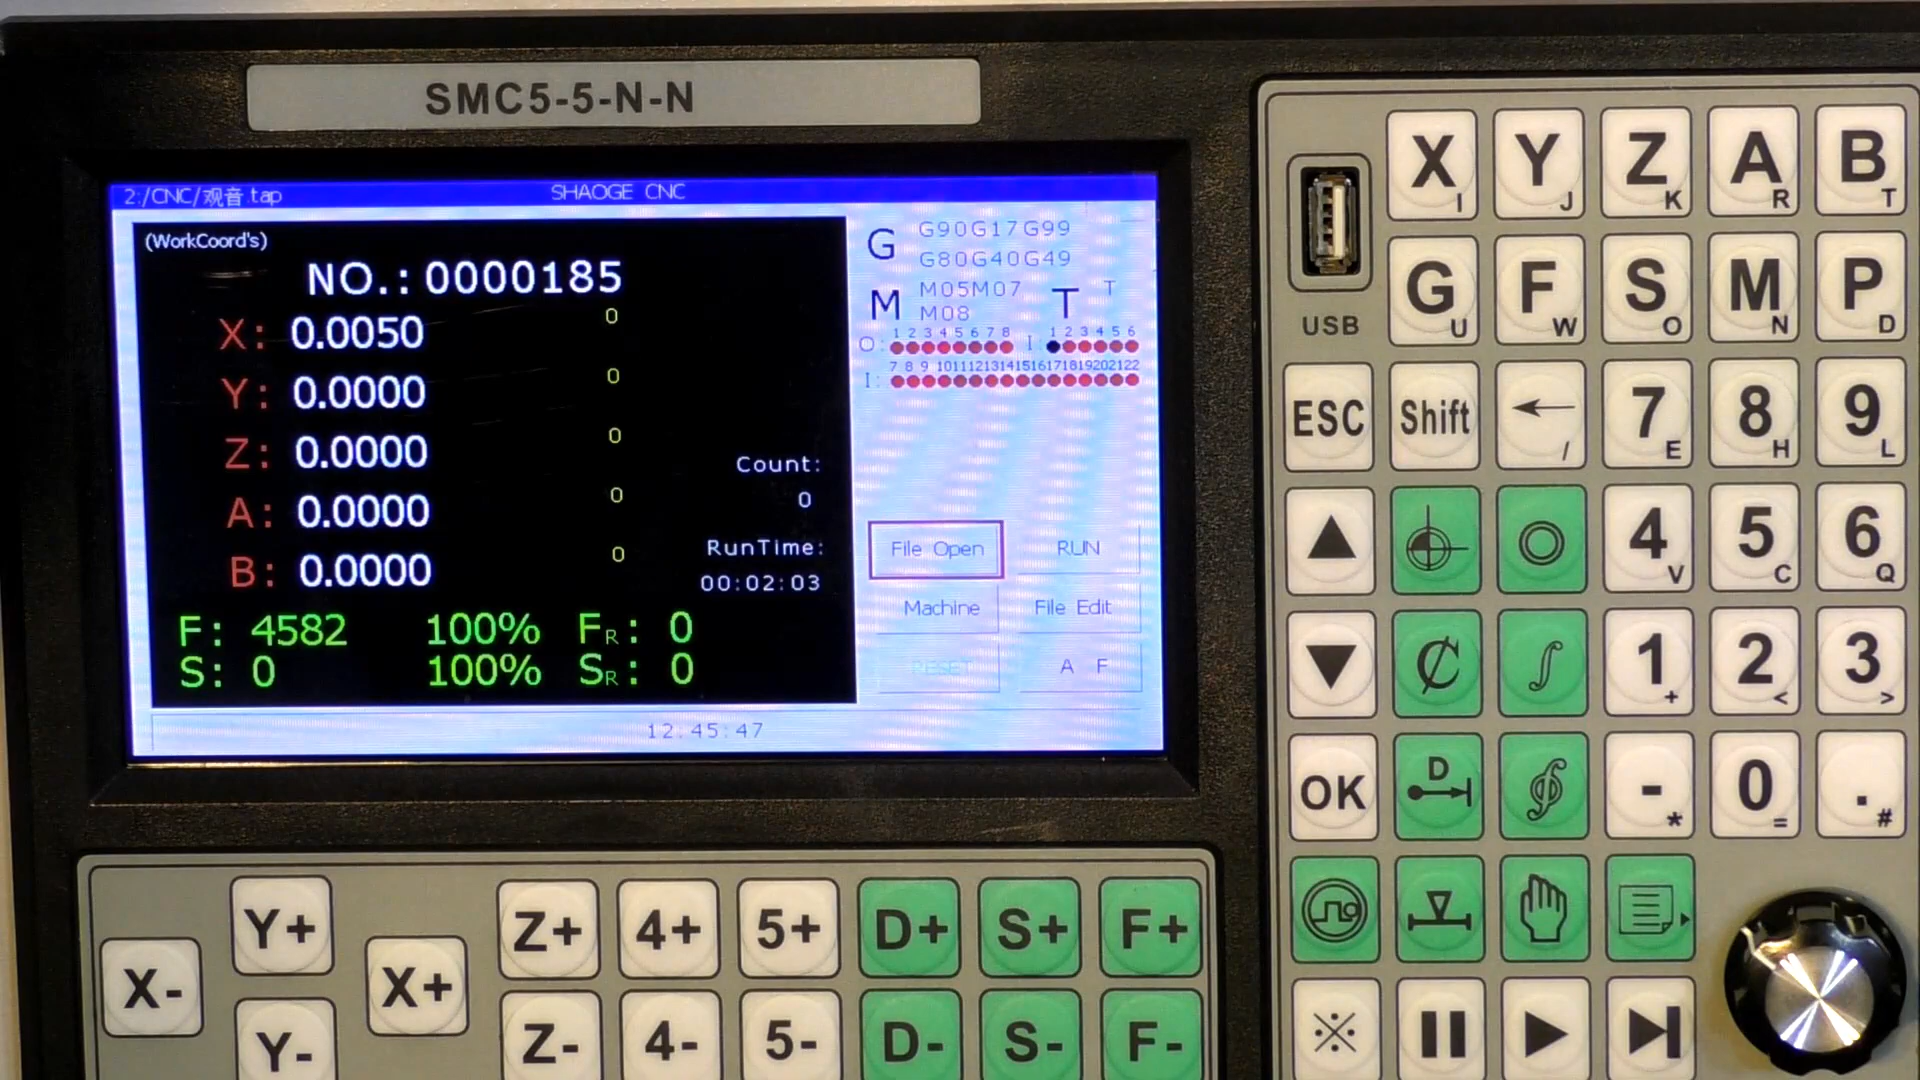 SMC5-5-N-N
2:/CNC/观音.tap
SHAOGE CNC
(WorkCoord's)
NO.: 0000185
X: 0.0050 0
Y: 0.0000 0
Z: 0.0000 0
A: 0.0000 0
B: 0.0000 0
Count:
0
RunTime:
00:02:03
F: 4582 100% FR: 0
S: 0 100% SR: 0
G G90G17G99
G80G40G49
M M05M07
M08
T T
1 2 3 4 5 6 7 8
O:
1 2 3 4 5 6
I:
7 8 9 10111213141516171819202122
I:
File Open RUN
Machine File Edit
RESET A F
12:45:47
USB
X I Y J Z K A R B T
G U F W S O M N P D
ESC Shift ← / 7 E 8 H 9 L
4 V 5 C 6 Q
1 + 2 < 3 >
OK D - * 0 = . #
X- Y+ X+ Z+ 4+ 5+ D+ S+ F+
Y- Z- 4- 5- D- S- F-